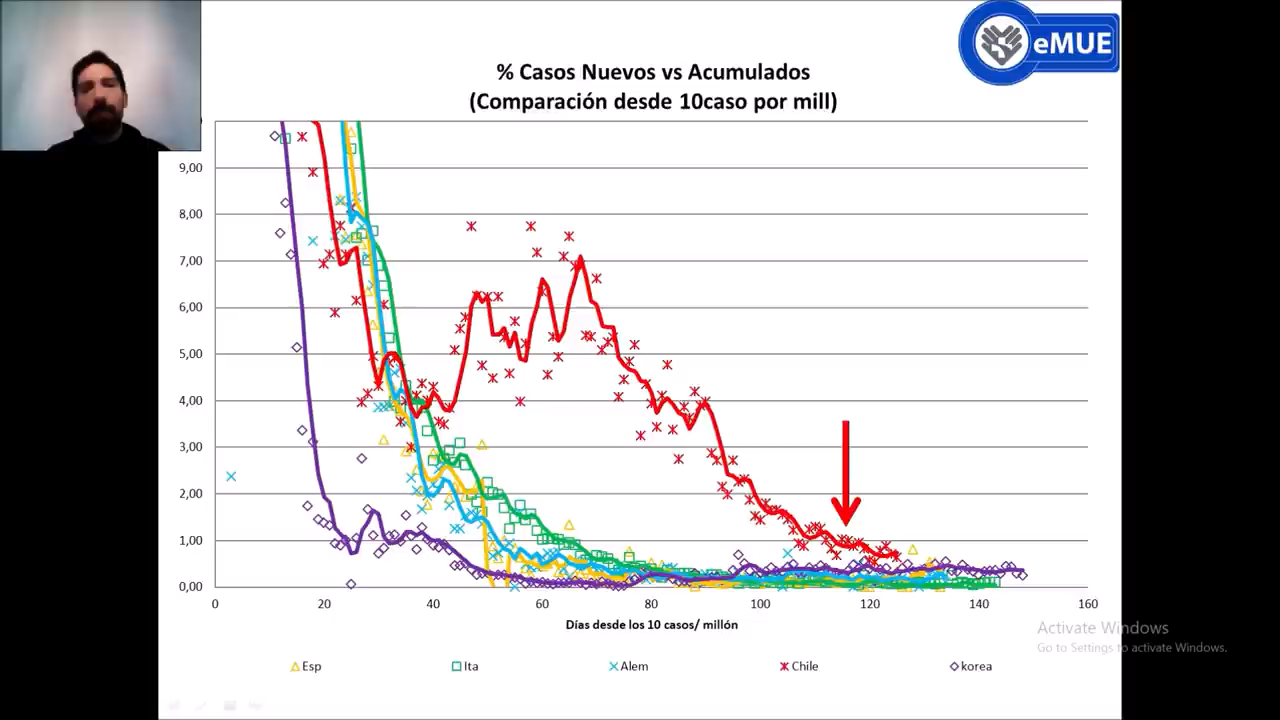 eMUE
% Casos Nuevos vs Acumulados
(Comparación desde 10caso por mill)
9,00
8,00
7,00
6,00
5,00
4,00
3,00
2,00
1,00
0,00
0 20 40 60 80 100 120 140 160
Días desde los 10 casos/ millón
Activate Windows
Go to Settings to activate Windows.
Esp Ita Alem Chile korea